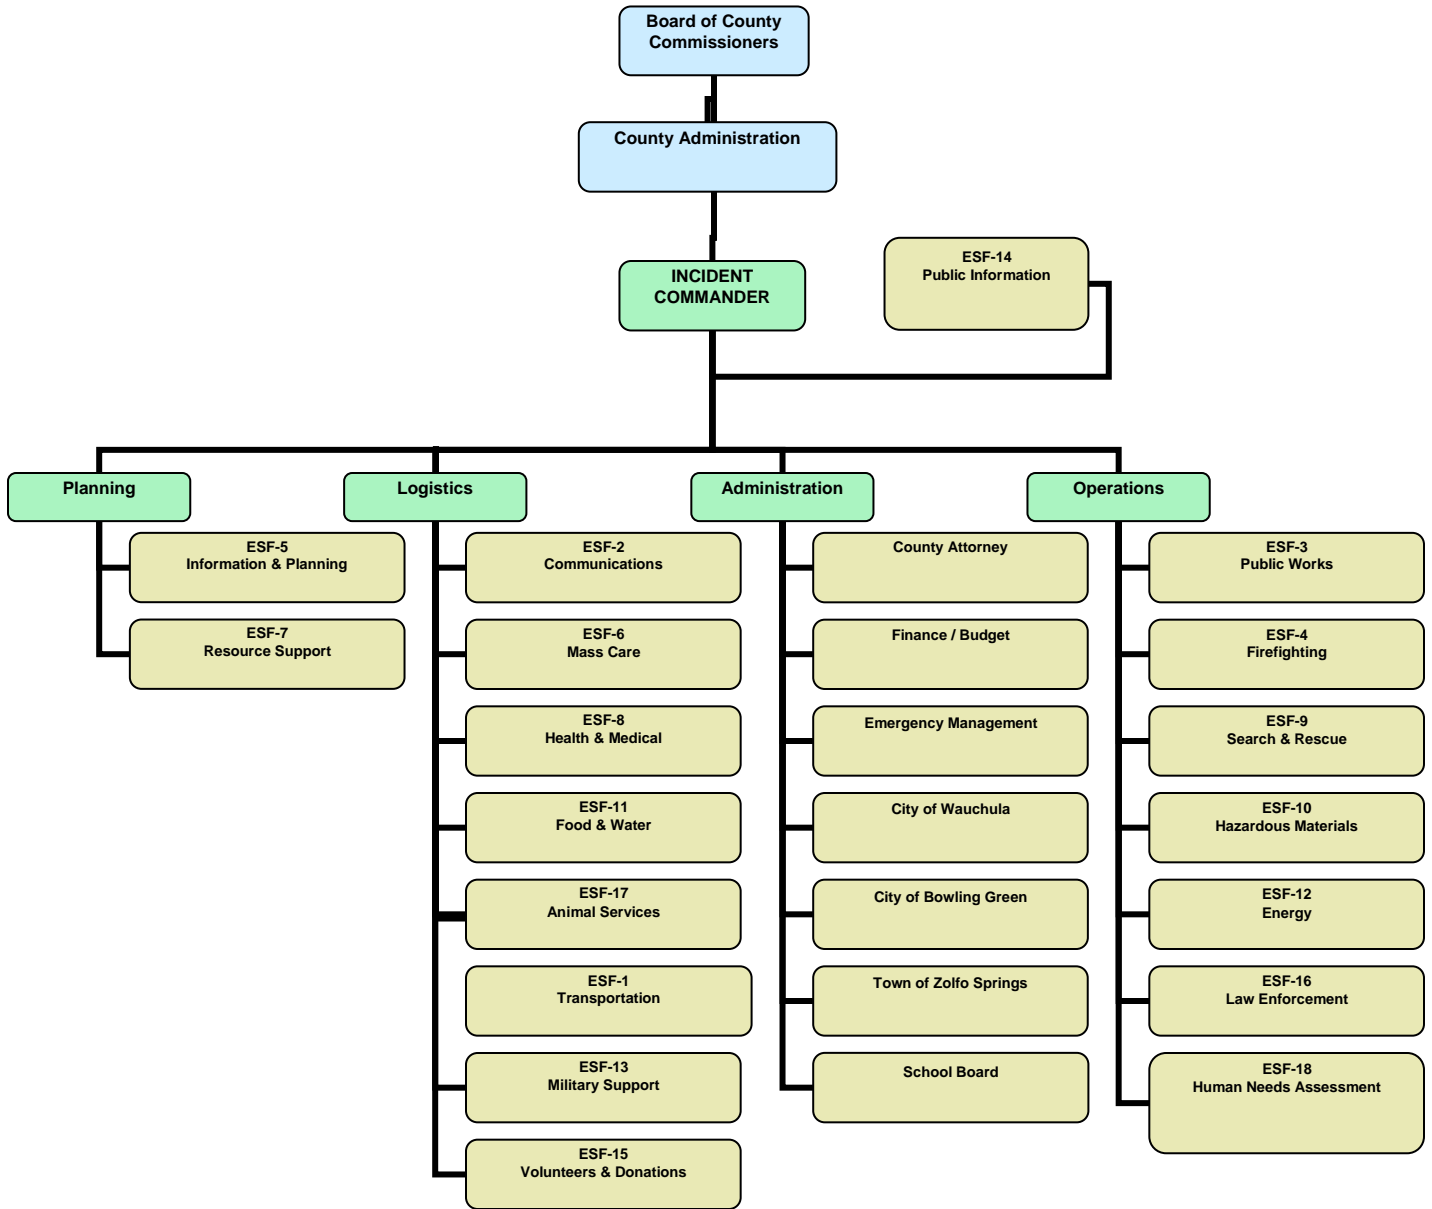 Board of County
Commissioners
County Administration
INCIDENT
COMMANDER
ESF-14
Public Information
Planning
Logistics
Administration
Operations
ESF-5
Information & Planning
ESF-7
Resource Support
ESF-2
Communications
ESF-6
Mass Care
ESF-8
Health & Medical
ESF-11
Food & Water
ESF-17
Animal Services
ESF-1
Transportation
ESF-13
Military Support
ESF-15
Volunteers & Donations
County Attorney
Finance / Budget
Emergency Management
City of Wauchula
City of Bowling Green
Town of Zolfo Springs
School Board
ESF-3
Public Works
ESF-4
Firefighting
ESF-9
Search & Rescue
ESF-10
Hazardous Materials
ESF-12
Energy
ESF-16
Law Enforcement
ESF-18
Human Needs Assessment